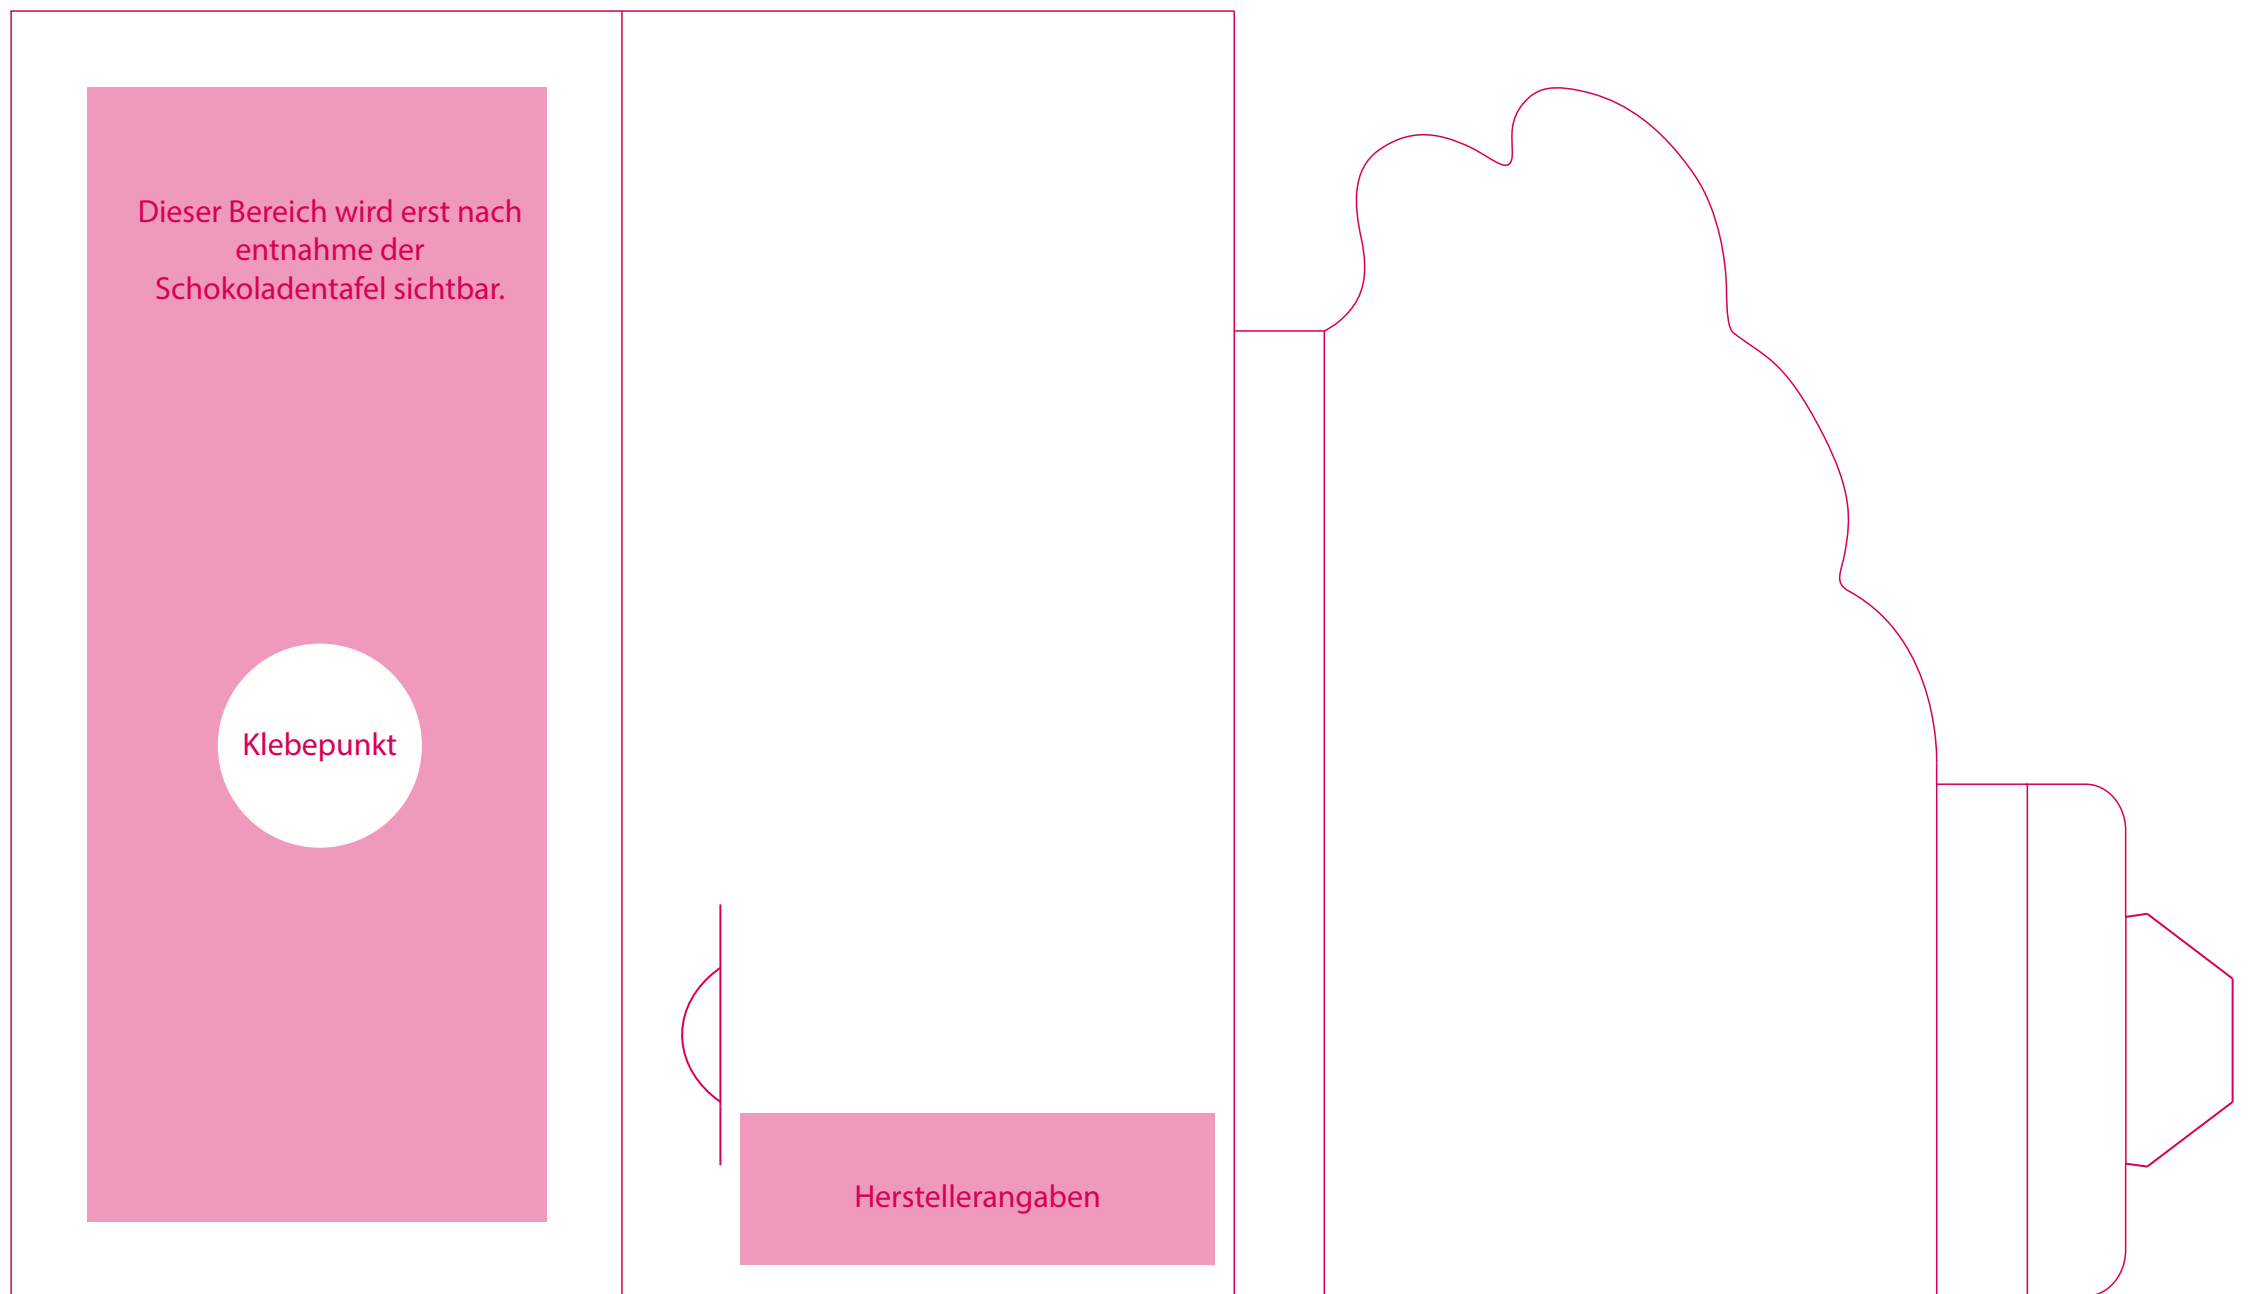 Dieser Bereich wird erst nach
entnahme der
Schokoladentafel sichtbar.
Klebepunkt
Herstellerangaben